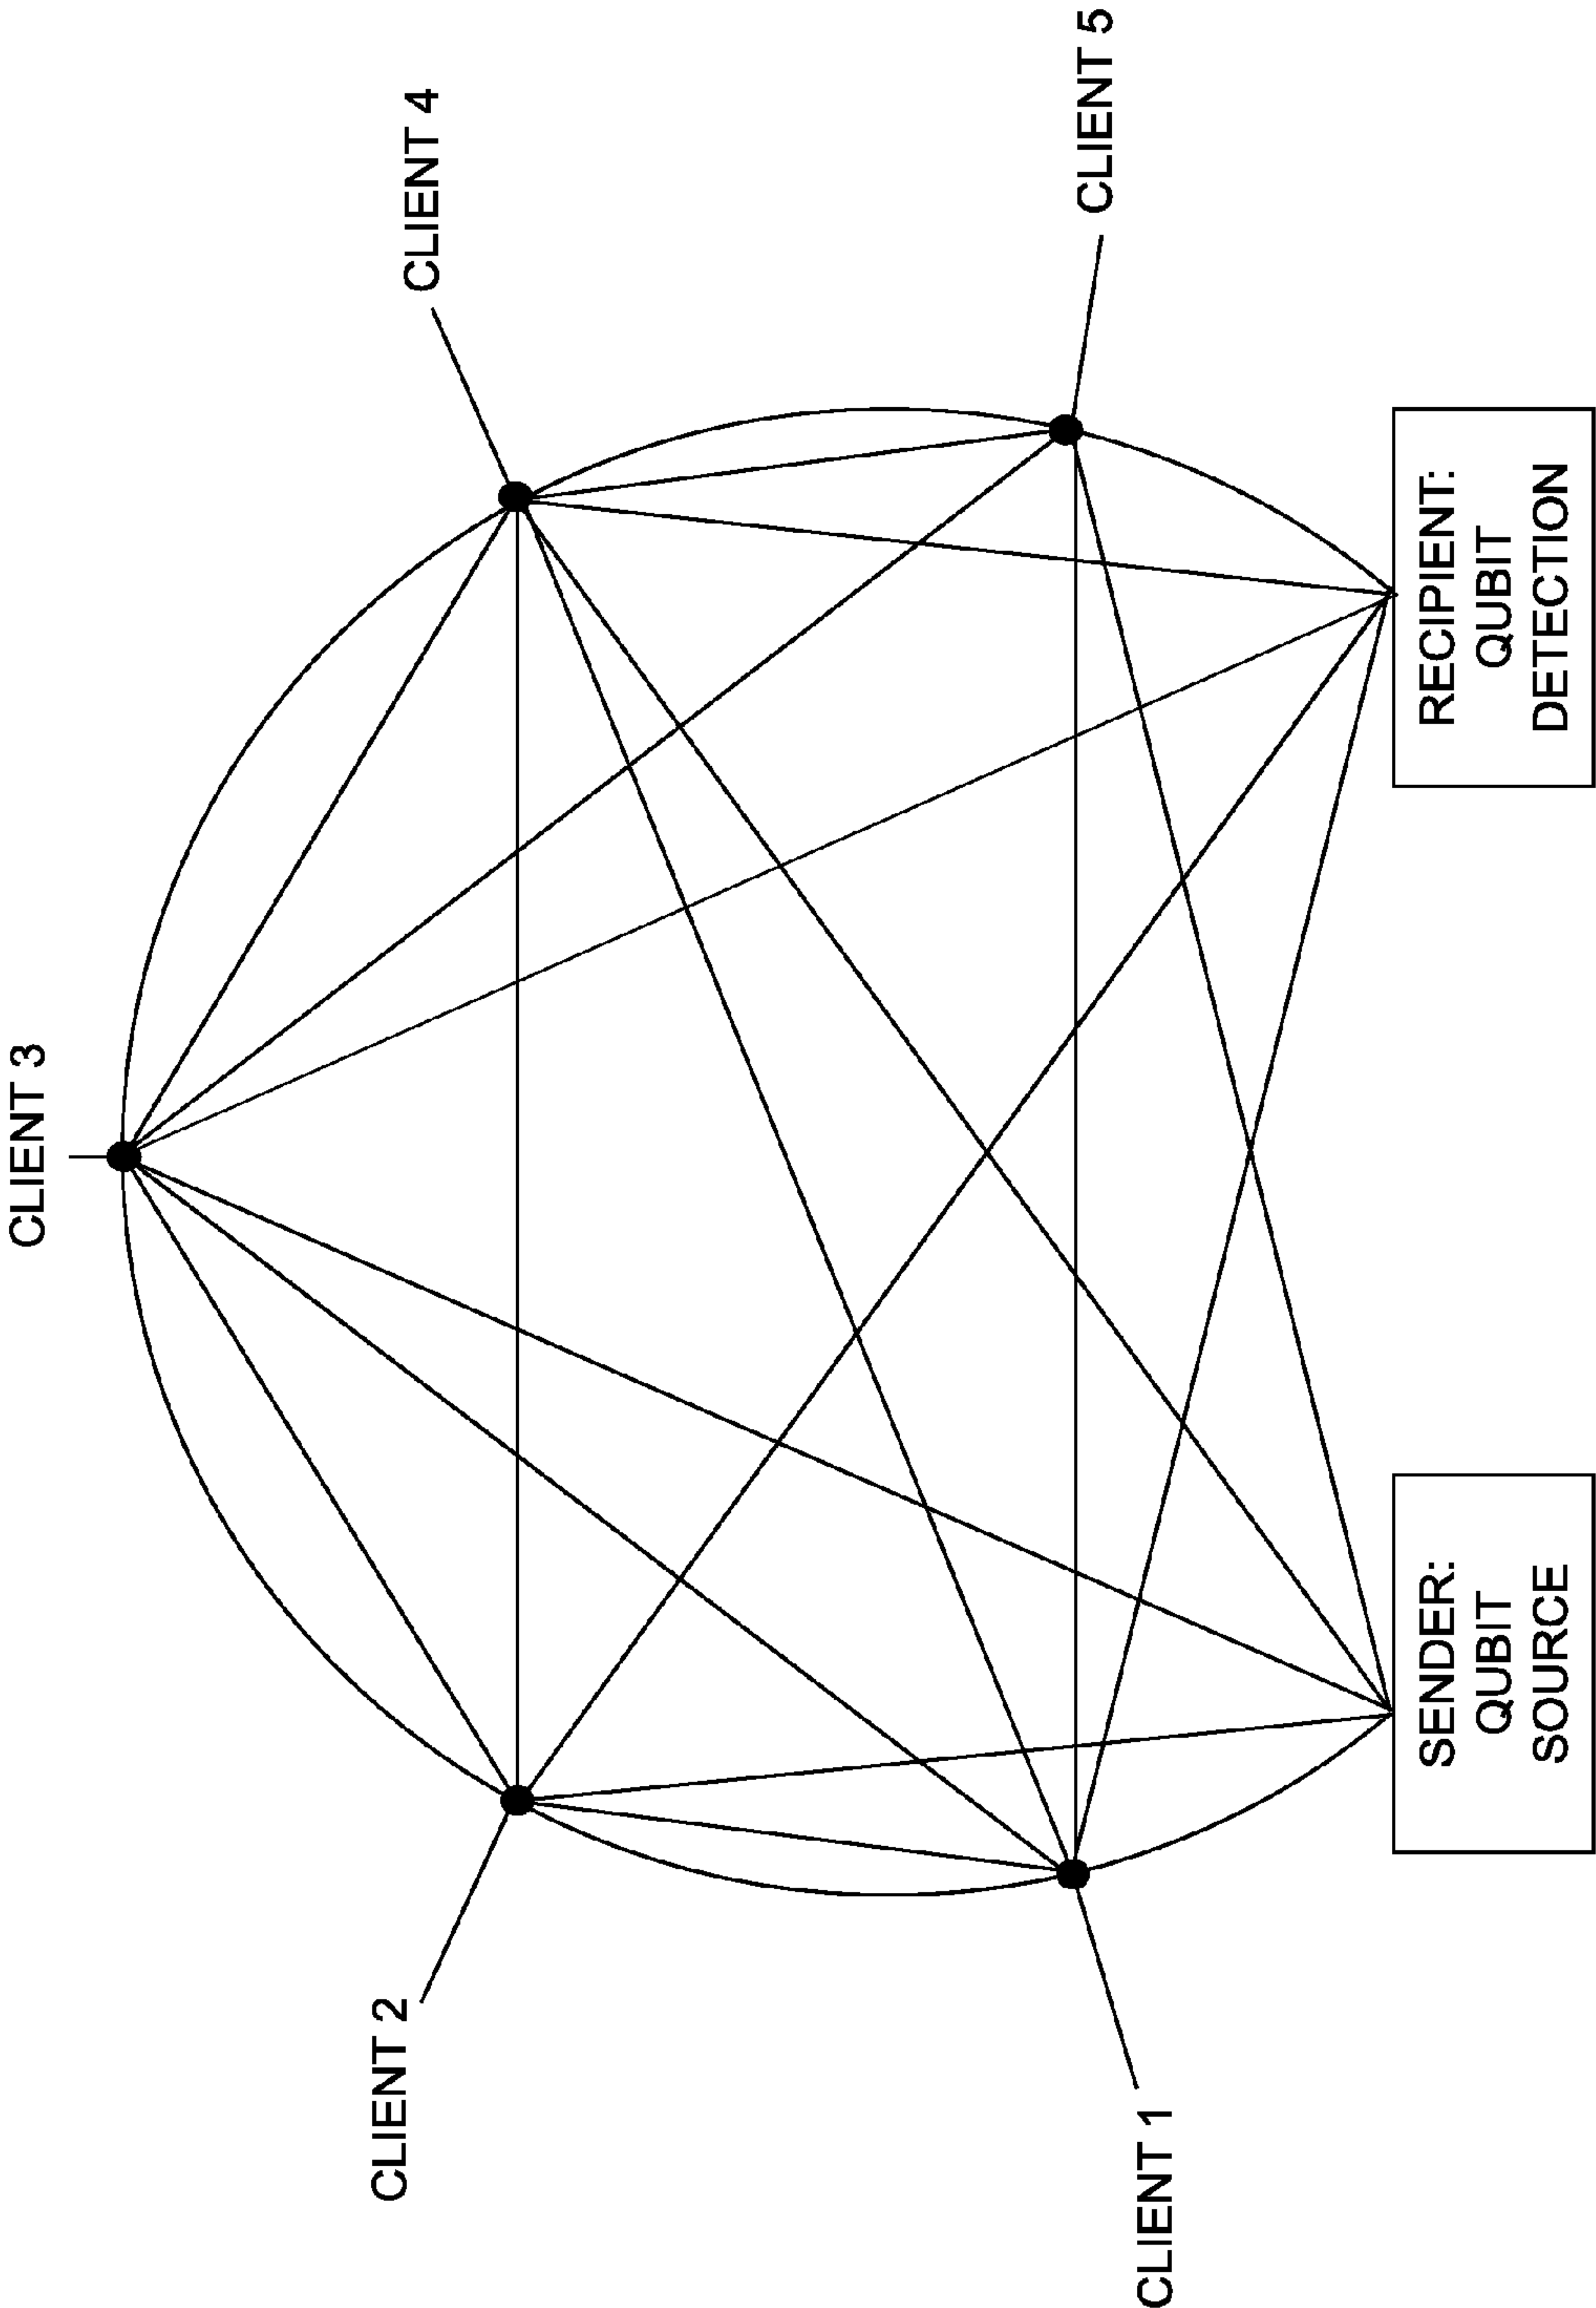 CLIENT 3
CLIENT 2
CLIENT 4
CLIENT 1
CLIENT 5
SENDER:
QUBIT
SOURCE
RECIPIENT:
QUBIT
DETECTION